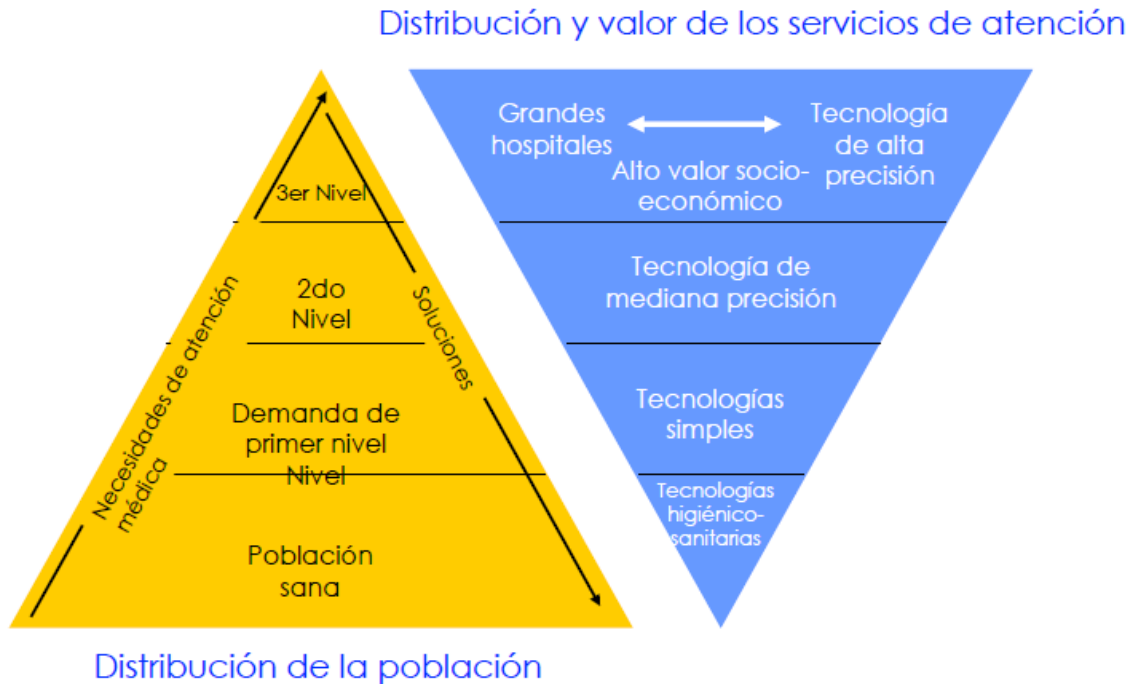 Distribución y valor de los servicios de atención
3er Nivel
2do
Nivel
Demanda de
primer nivel
Nivel
Población
sana
Necesidades de atención
médica
Soluciones
Distribución de la población
Grandes
hospitales
Tecnología
de alta
precisión
Alto valor socio-
económico
Tecnología de
mediana precisión
Tecnologías
simples
Tecnologías
higiénico-
sanitarias